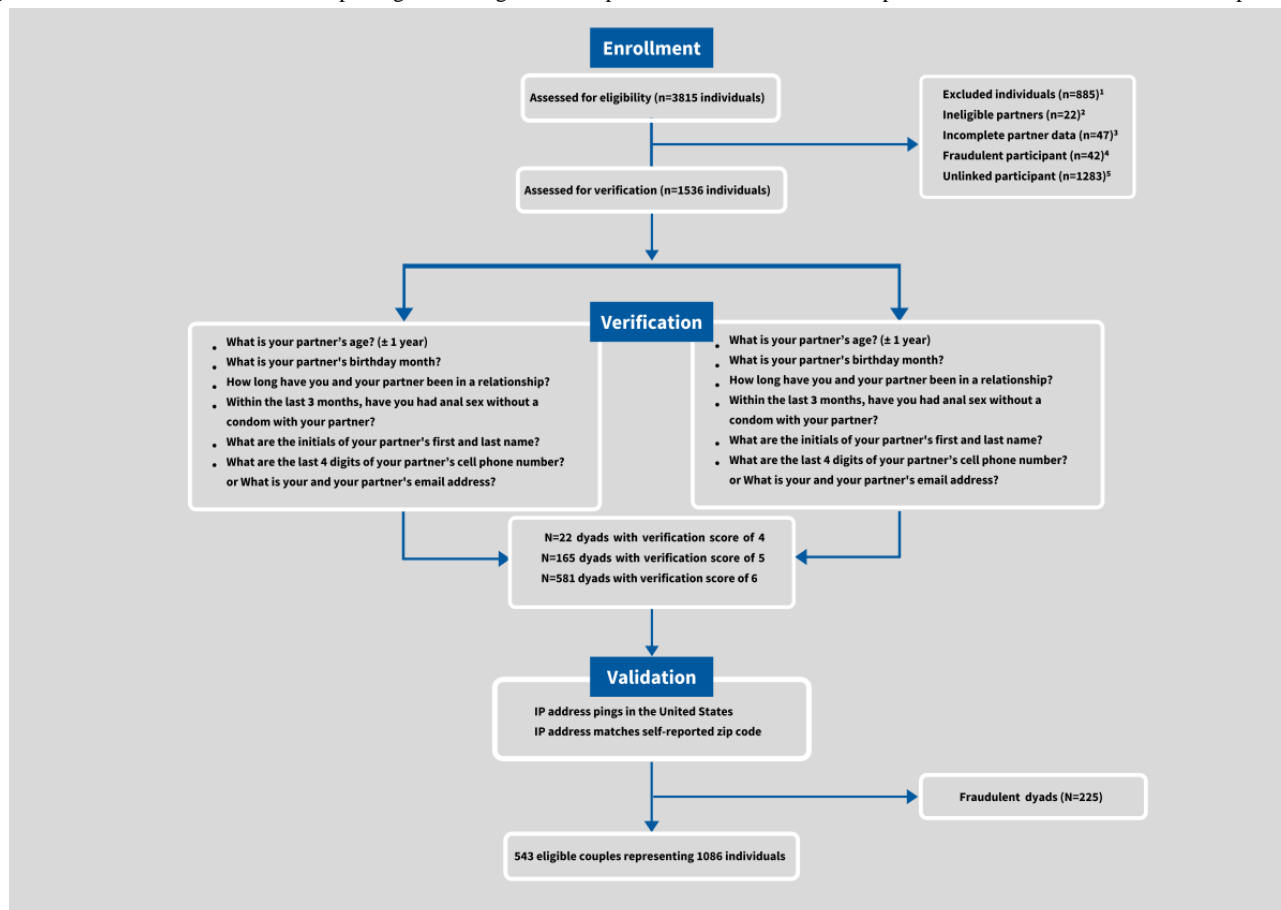 Enrollment
Assessed for eligibility (n=3815 individuals)
Excluded individuals (n=885)¹
Ineligible partners (n=22)²
Incomplete partner data (n=47)³
Fraudulent participant (n=42)⁴
Unlinked participant (n=1283)⁵
Assessed for verification (n=1536 individuals)
Verification
• What is your partner’s age? (± 1 year)
• What is your partner's birthday month?
• How long have you and your partner been in a relationship?
• Within the last 3 months, have you had anal sex without a
condom with your partner?
• What are the initials of your partner's first and last name?
• What are the last 4 digits of your partner’s cell phone number?
or What is your and your partner's email address?
• What is your partner’s age? (± 1 year)
• What is your partner's birthday month?
• How long have you and your partner been in a relationship?
• Within the last 3 months, have you had anal sex without a
condom with your partner?
• What are the initials of your partner's first and last name?
• What are the last 4 digits of your partner’s cell phone number?
or What is your and your partner's email address?
N=22 dyads with verification score of 4
N=165 dyads with verification score of 5
N=581 dyads with verification score of 6
Validation
IP address pings in the United States
IP address matches self-reported zip code
Fraudulent dyads (N=225)
543 eligible couples representing 1086 individuals